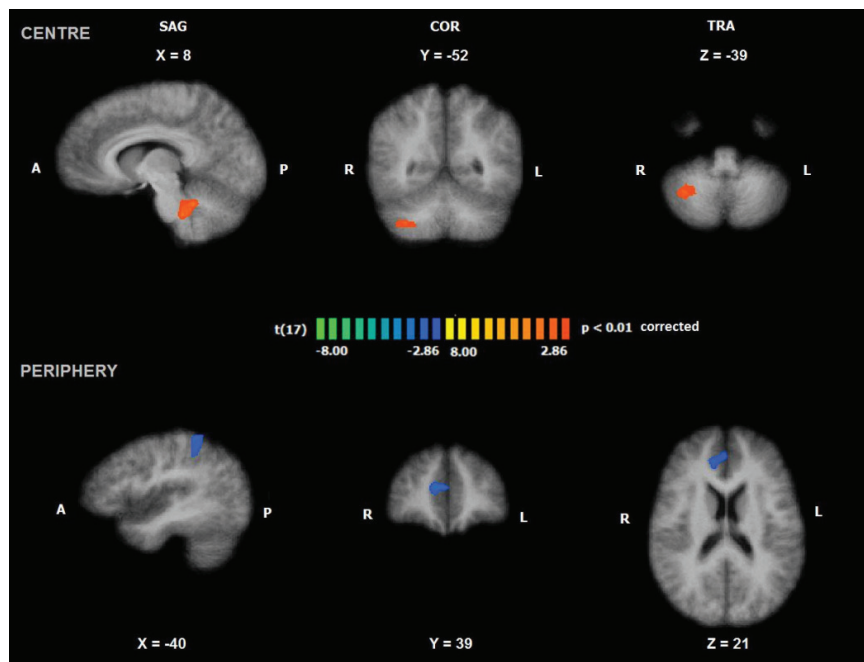 CENTRE
SAG COR TRA
X = 8 Y = -52 Z = -39
A P R L R L
t(17) p < 0.01 corrected
-8.00 -2.86 8.00 2.86
PERIPHERY
A P R L R L
X = -40 Y = 39 Z = 21